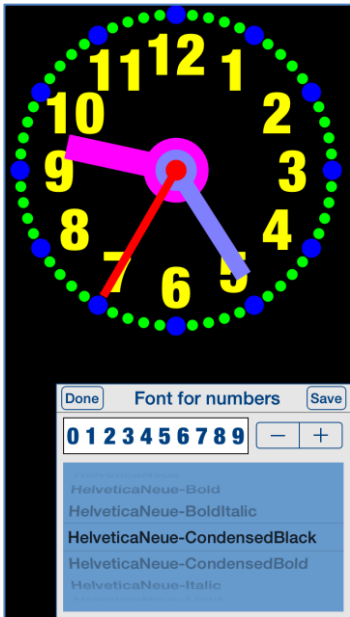 12
11 1
10 2
9 3
8 4
7 5
6
Done Font for numbers Save
0 1 2 3 4 5 6 7 8 9 − +
HelveticaNeue-Bold
HelveticaNeue-BoldItalic
HelveticaNeue-CondensedBlack
HelveticaNeue-CondensedBold
HelveticaNeue-Italic